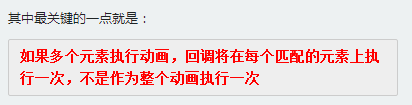 其中最关键的一点就是：
如果多个元素执行动画，回调将在每个匹配的元素上执
行一次，不是作为整个动画执行一次